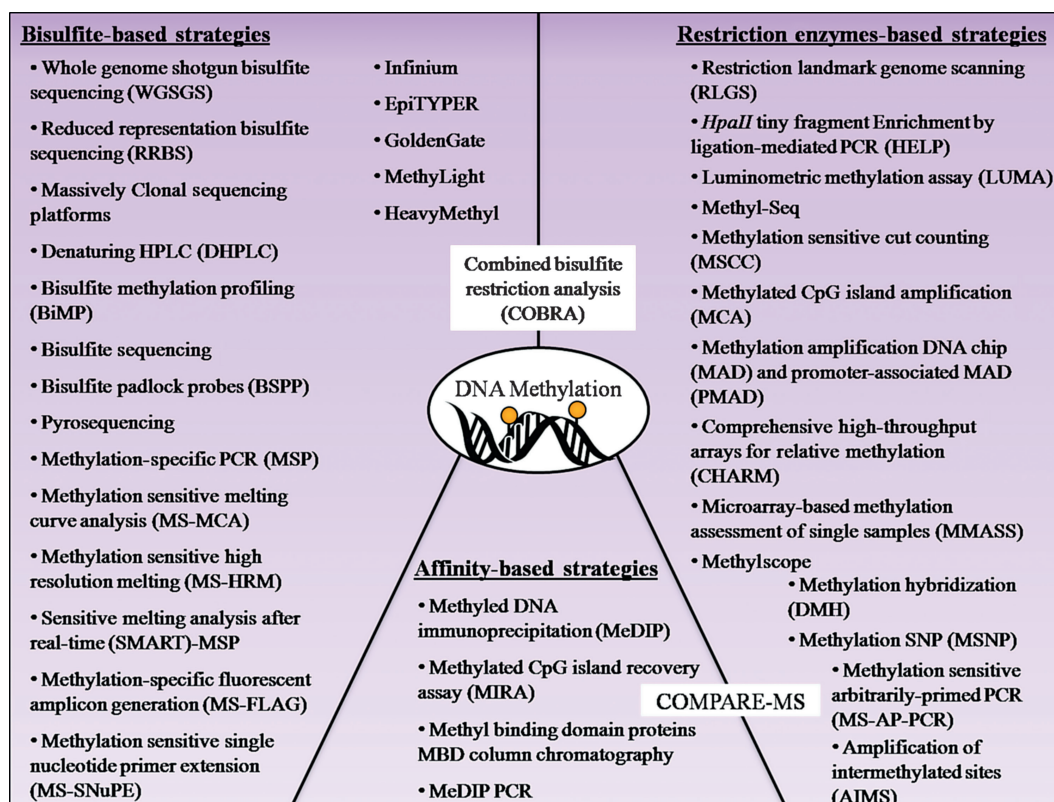 Bisulfite-based strategies
• Whole genome shotgun bisulfite
sequencing (WGSGS)
• Reduced representation bisulfite
sequencing (RRBS)
• Massively Clonal sequencing
platforms
• Denaturing HPLC (DHPLC)
• Bisulfite methylation profiling
(BiMP)
• Bisulfite sequencing
• Bisulfite padlock probes (BSPP)
• Pyrosequencing
• Methylation-specific PCR (MSP)
• Methylation sensitive melting
curve analysis (MS-MCA)
• Methylation sensitive high
resolution melting (MS-HRM)
• Sensitive melting analysis after
real-time (SMART)-MSP
• Methylation-specific fluorescent
amplicon generation (MS-FLAG)
• Methylation sensitive single
nucleotide primer extension
(MS-SNuPE)
• Infinium
• EpiTYPER
• GoldenGate
• MethyLight
• HeavyMethyl
Combined bisulfite
restriction analysis
(COBRA)
DNA Methylation
Affinity-based strategies
• Methyled DNA
immunoprecipitation (MeDIP)
• Methylated CpG island recovery
assay (MIRA)
• Methyl binding domain proteins
MBD column chromatography
• MeDIP PCR
COMPARE-MS
Restriction enzymes-based strategies
• Restriction landmark genome scanning
(RLGS)
• HpaII tiny fragment Enrichment by
ligation-mediated PCR (HELP)
• Luminometric methylation assay (LUMA)
• Methyl-Seq
• Methylation sensitive cut counting
(MSCC)
• Methylated CpG island amplification
(MCA)
• Methylation amplification DNA chip
(MAD) and promoter-associated MAD
(PMAD)
• Comprehensive high-throughput
arrays for relative methylation
(CHARM)
• Microarray-based methylation
assessment of single samples (MMASS)
• Methylscope
• Methylation hybridization
(DMH)
• Methylation SNP (MSNP)
• Methylation sensitive
arbitrarily-primed PCR
(MS-AP-PCR)
• Amplification of
intermethylated sites
(AIMS)